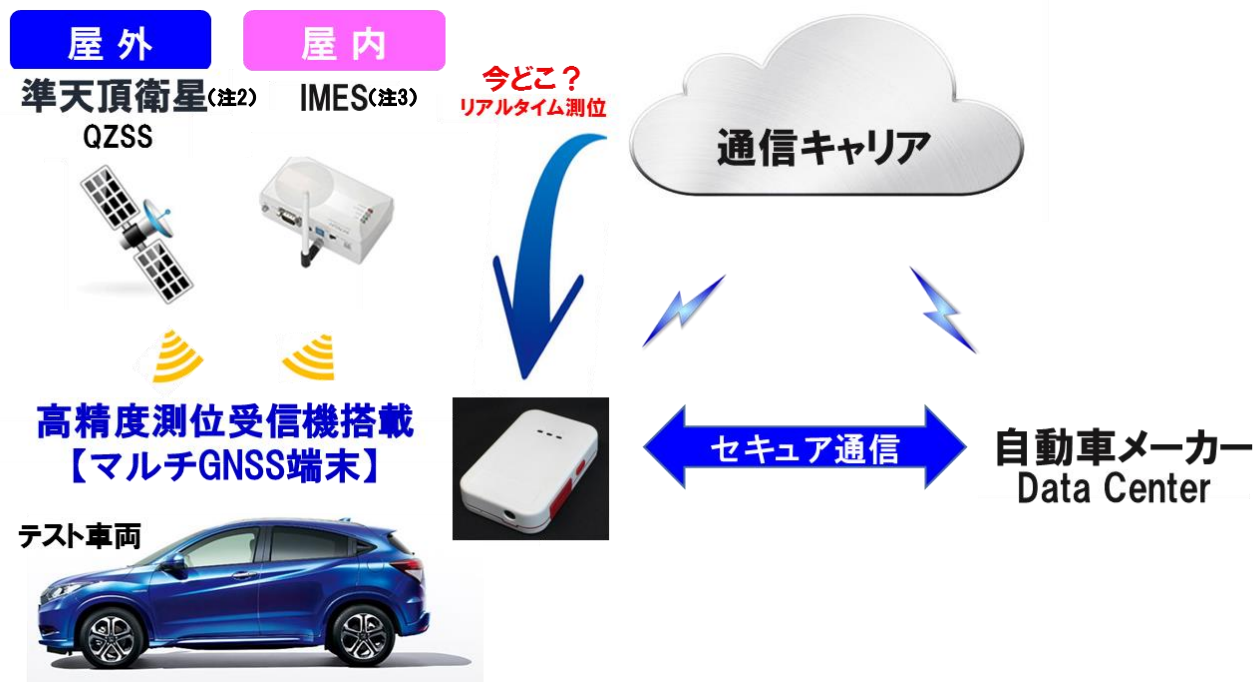 屋外
屋内
準天頂衛星(注2)
QZSS
IMES(注3)
今どこ？
リアルタイム測位
通信キャリア
高精度測位受信機搭載
【マルチGNSS端末】
セキュア通信
自動車メーカー
Data Center
テスト車両